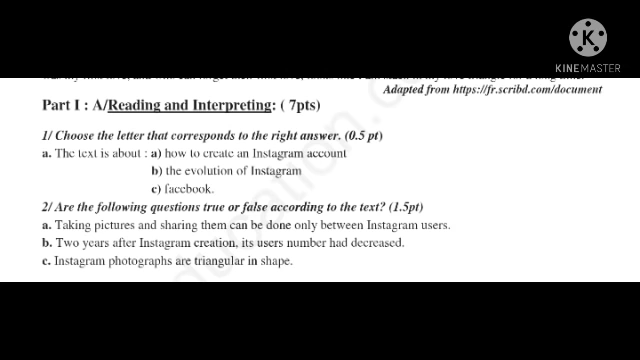 KINEMASTER
Adapted from https://fr.scribd.com/document
Part I : A/Reading and Interpreting: ( 7pts)
1/ Choose the letter that corresponds to the right answer. (0.5 pt)
a. The text is about : a) how to create an Instagram account
b) the evolution of Instagram
c) facebook.
2/ Are the following questions true or false according to the text? (1.5pt)
a. Taking pictures and sharing them can be done only between Instagram users.
b. Two years after Instagram creation, its users number had decreased.
c. Instagram photographs are triangular in shape.